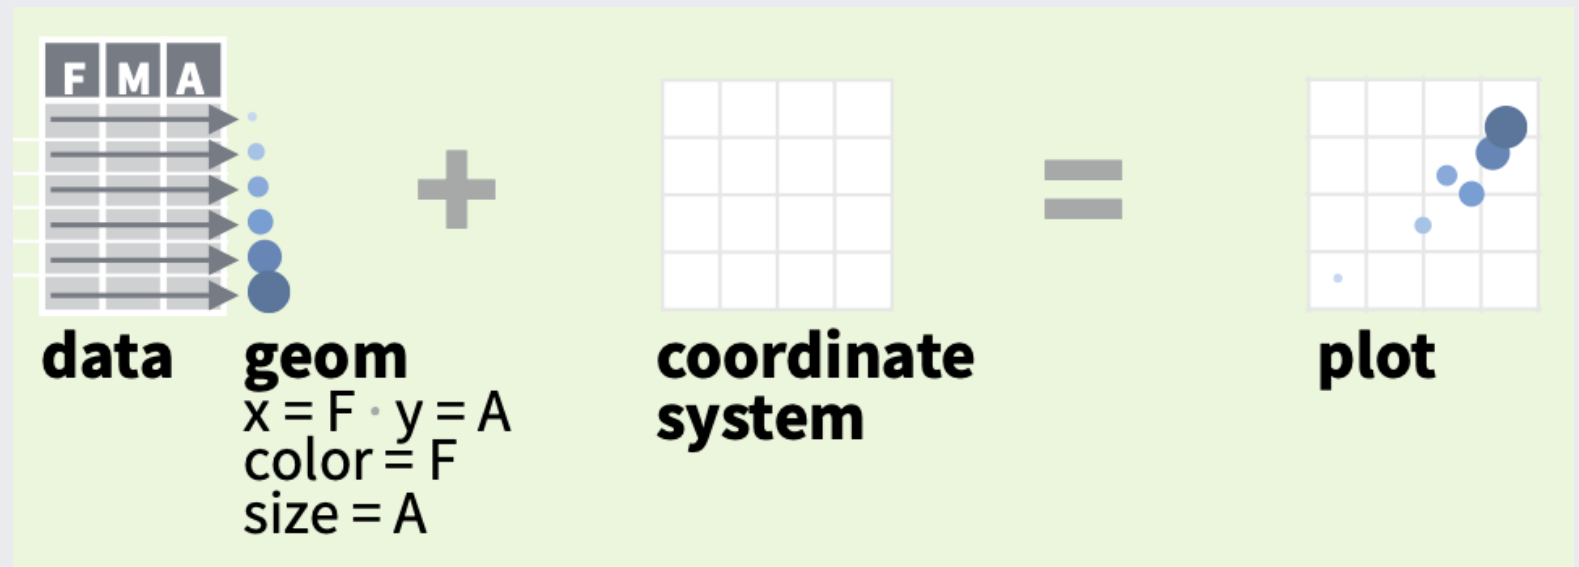 F M A
data
geom
x = F · y = A
color = F
size = A
+
coordinate
system
=
plot